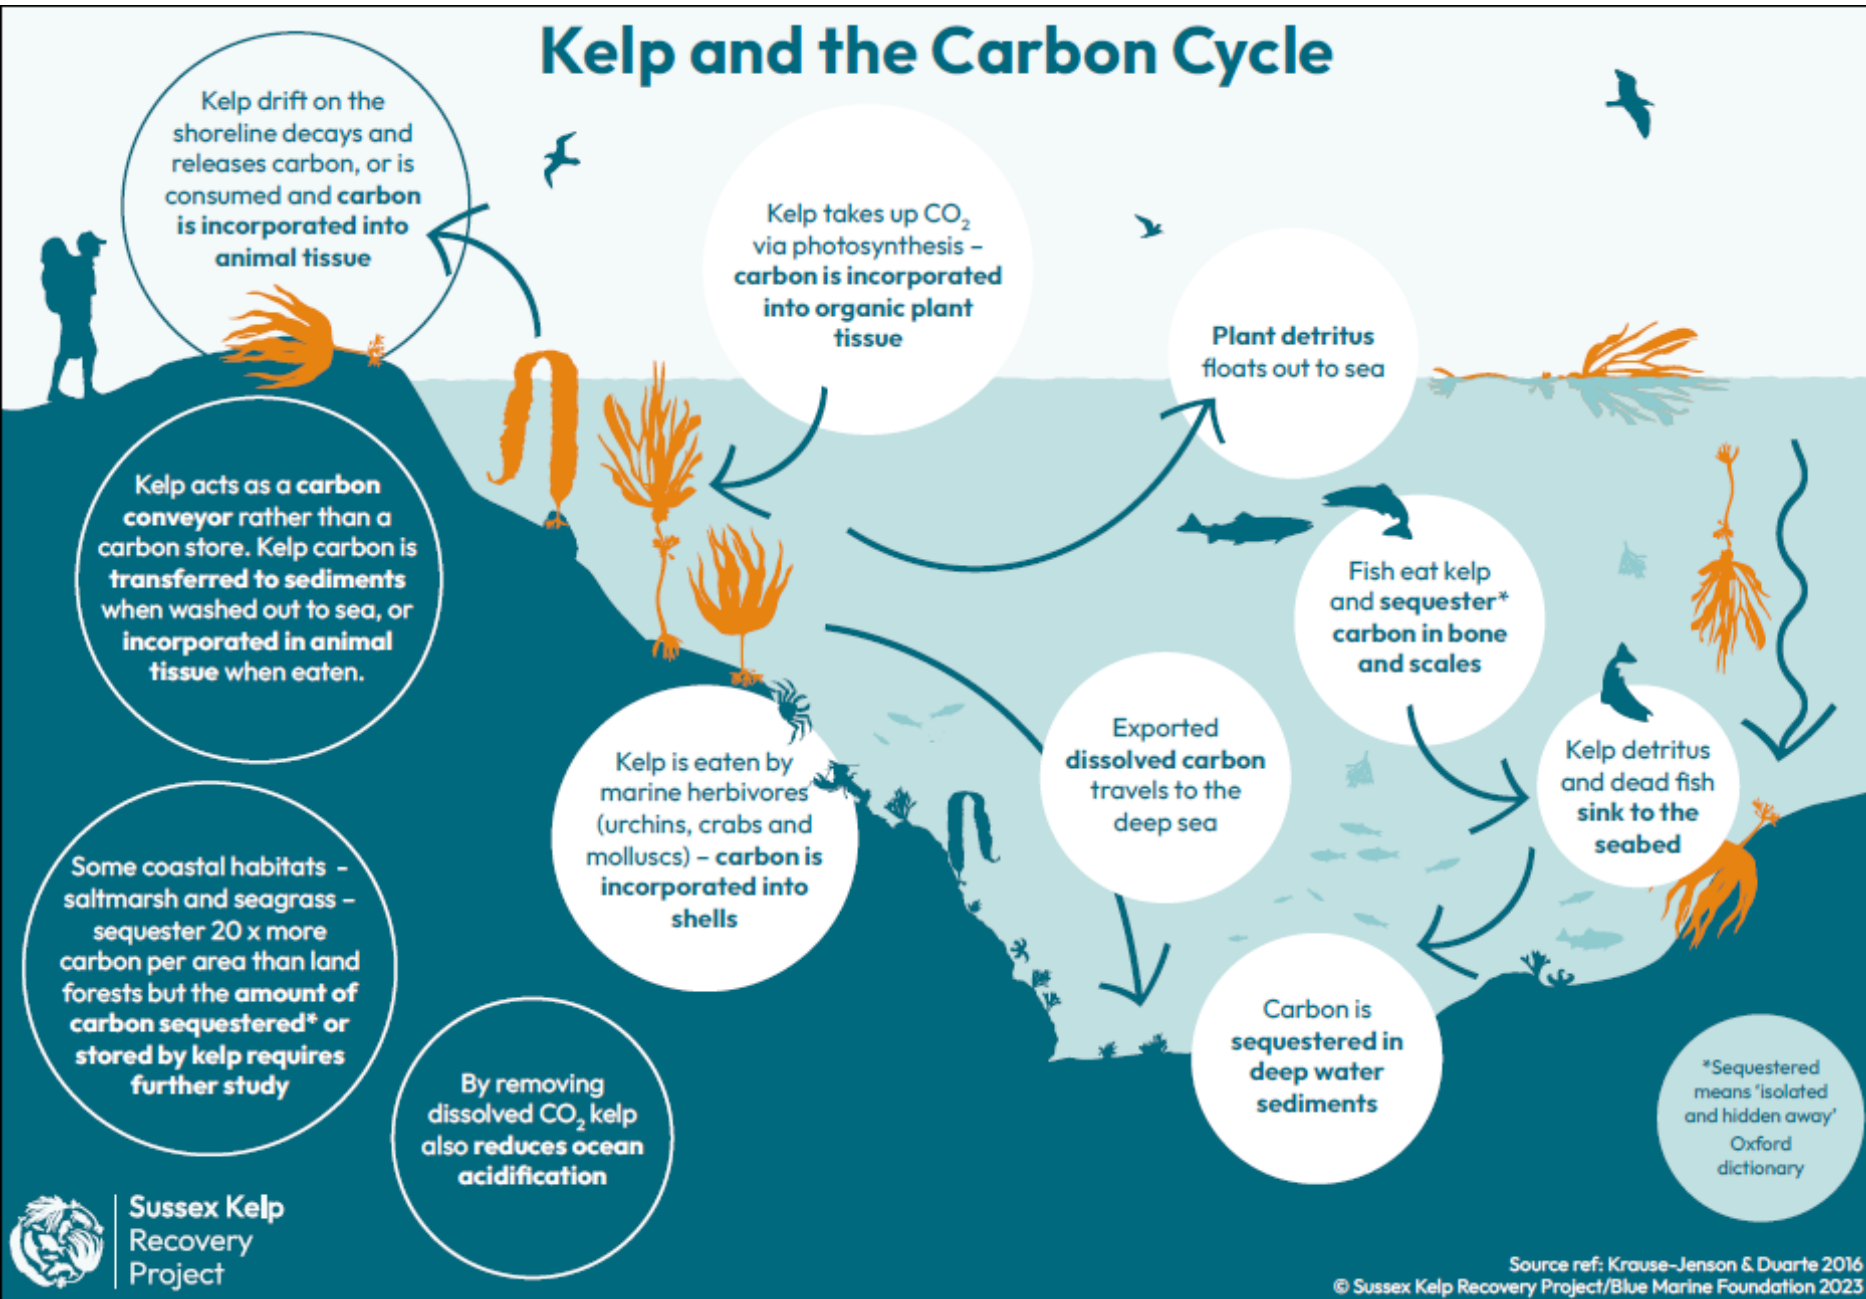 Kelp and the Carbon Cycle
Kelp drift on the
shoreline decays and
releases carbon, or is
consumed and carbon
is incorporated into
animal tissue
Kelp takes up CO₂
via photosynthesis –
carbon is incorporated
into organic plant
tissue
Plant detritus
floats out to sea
Kelp acts as a carbon
conveyor rather than a
carbon store. Kelp carbon is
transferred to sediments
when washed out to sea, or
incorporated in animal
tissue when eaten.
Fish eat kelp
and sequester*
carbon in bone
and scales
Exported
dissolved carbon
travels to the
deep sea
Kelp detritus
and dead fish
sink to the
seabed
Kelp is eaten by
marine herbivores
(urchins, crabs and
molluscs) – carbon is
incorporated into
shells
Some coastal habitats -
saltmarsh and seagrass –
sequester 20 x more
carbon per area than land
forests but the amount of
carbon sequestered* or
stored by kelp requires
further study
By removing
dissolved CO₂ kelp
also reduces ocean
acidification
Carbon is
sequestered in
deep water
sediments
*Sequestered
means ‘isolated
and hidden away’
Oxford
dictionary
Sussex Kelp
Recovery
Project
Source ref: Krause-Jenson & Duarte 2016
© Sussex Kelp Recovery Project/Blue Marine Foundation 2023